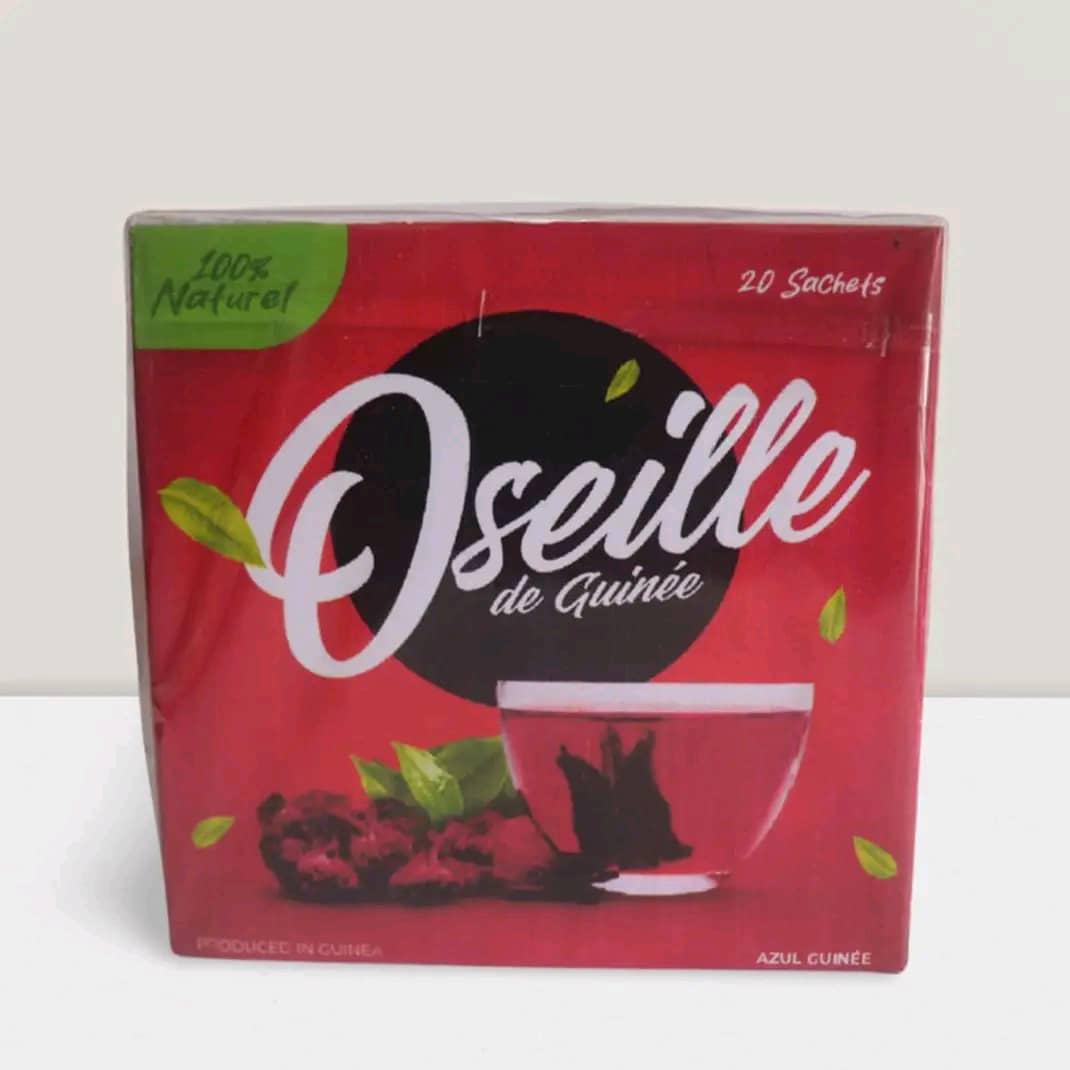 100%
Naturel
20 Sachets
Oseille
de Guinée
PRODUCED IN GUINEA
AZUL GUINÉE